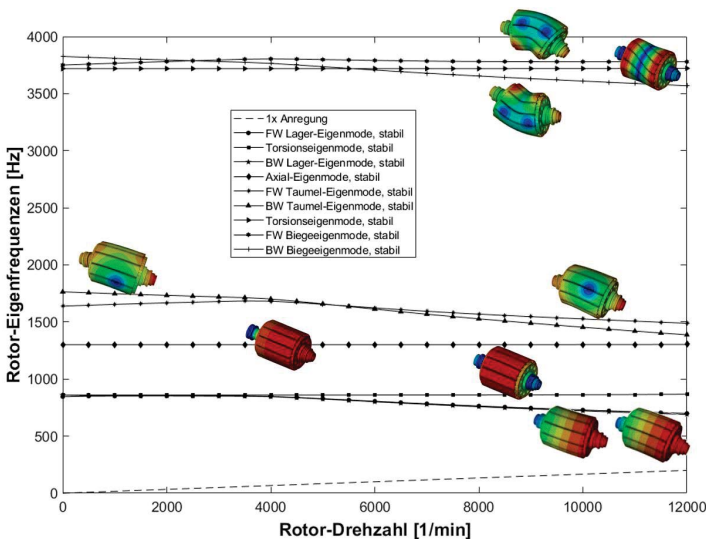 4000
3500
3000
2500
2000
1500
1000
500
0
Rotor-Eigenfrequenzen [Hz]
1x Anregung
FW Lager-Eigenmode, stabil
Torsionseigenmode, stabil
BW Lager-Eigenmode, stabil
Axial-Eigenmode, stabil
FW Taumel-Eigenmode, stabil
BW Taumel-Eigenmode, stabil
Torsionseigenmode, stabil
FW Biegeeigenmode, stabil
BW Biegeeigenmode, stabil
0 2000 4000 6000 8000 10000 12000
Rotor-Drehzahl [1/min]